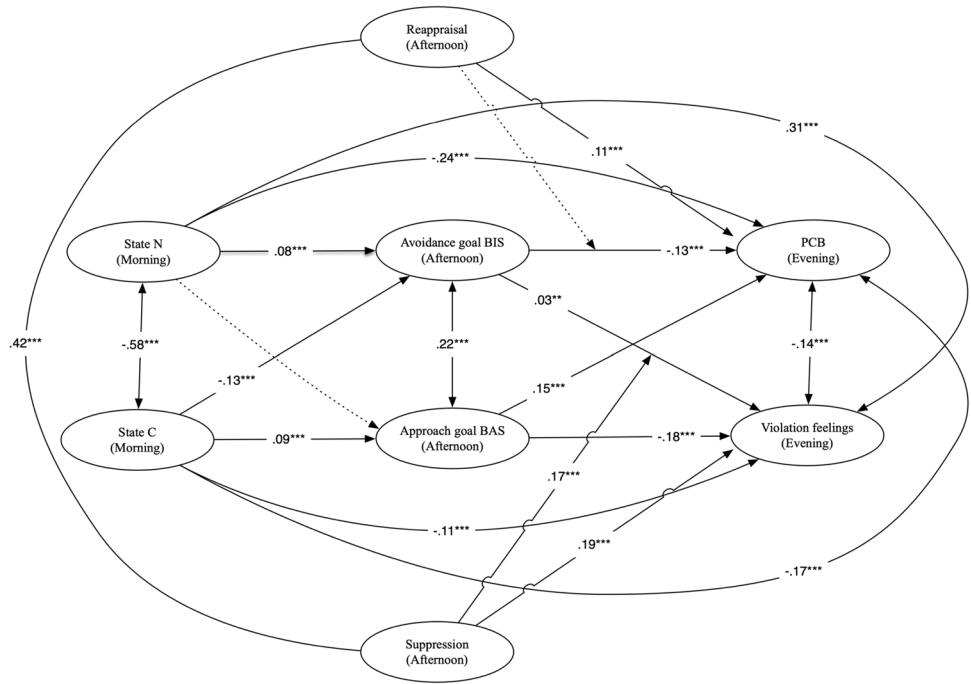 Reappraisal
(Afternoon)
.31***
.11***
-.24***
State N
(Morning)
.08***
Avoidance goal BIS
(Afternoon)
-.13***
PCB
(Evening)
.03**
.42***
-.58***
.22***
-.14***
-.13***
.15***
State C
(Morning)
.09***
Approach goal BAS
(Afternoon)
-.18***
Violation feelings
(Evening)
.17***
-.11***
.19***
-.17***
Suppression
(Afternoon)